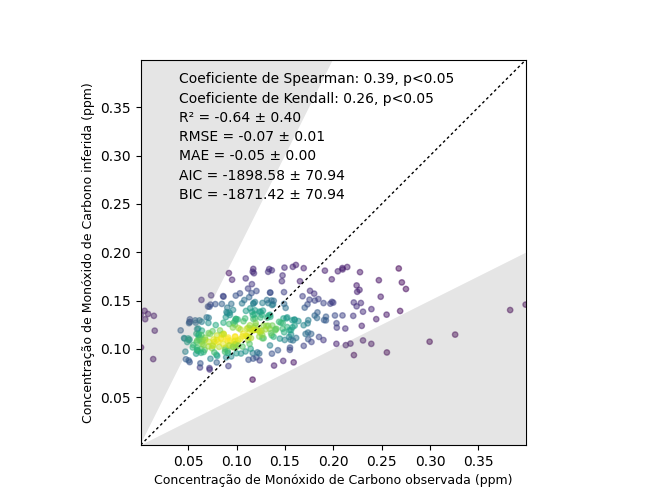 Coeficiente de Spearman: 0.39, p<0.05
Coeficiente de Kendall: 0.26, p<0.05
R² = -0.64 ± 0.40
RMSE = -0.07 ± 0.01
MAE = -0.05 ± 0.00
AIC = -1898.58 ± 70.94
BIC = -1871.42 ± 70.94
Concentração de Monóxido de Carbono inferida (ppm)
0.35
0.30
0.25
0.20
0.15
0.10
0.05
0.05 0.10 0.15 0.20 0.25 0.30 0.35
Concentração de Monóxido de Carbono observada (ppm)